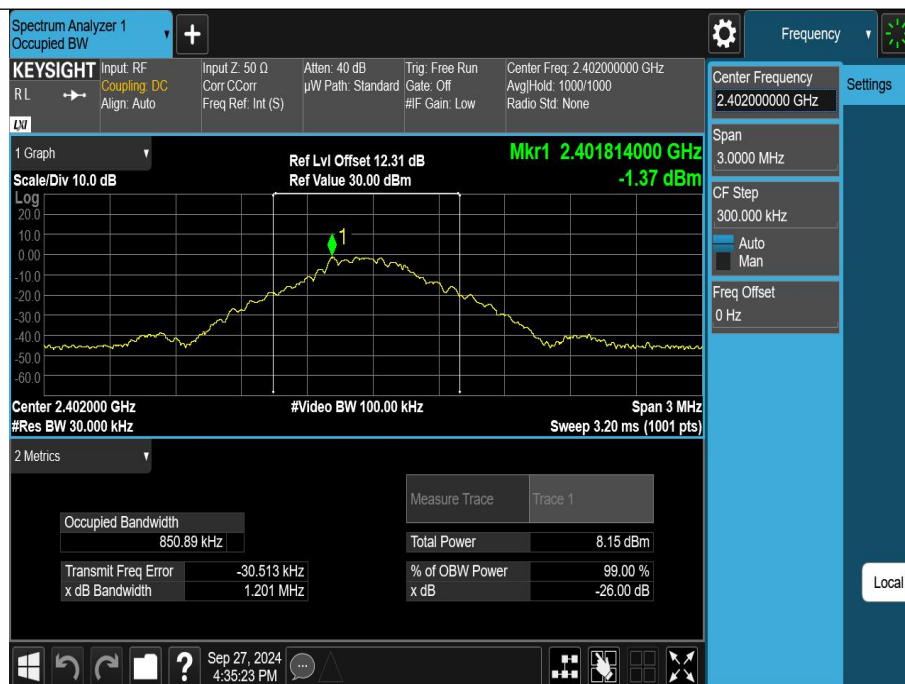 Spectrum Analyzer 1
Occupied BW
Frequency
KEYSIGHT
RL
LXI
Input: RF
Coupling: DC
Align: Auto
Input Z: 50 Ω
Corr CCorr
Freq Ref: Int (S)
Atten: 40 dB
µW Path: Standard
Trig: Free Run
Gate: Off
#IF Gain: Low
Center Freq: 2.402000000 GHz
Avg|Hold: 1000/1000
Radio Std: None
Center Frequency
2.402000000 GHz
Settings
Span
3.0000 MHz
CF Step
300.000 kHz
Auto
Man
Freq Offset
0 Hz
Local
1 Graph
Scale/Div 10.0 dB
Ref Lvl Offset 12.31 dB
Ref Value 30.00 dBm
Mkr1 2.401814000 GHz
-1.37 dBm
Log
20.0
10.0
0.00
-10.0
-20.0
-30.0
-40.0
-50.0
-60.0
1
Center 2.402000 GHz
#Video BW 100.00 kHz
Span 3 MHz
#Res BW 30.000 kHz
Sweep 3.20 ms (1001 pts)
2 Metrics
Measure Trace
Trace 1
Occupied Bandwidth
850.89 kHz
Total Power
8.15 dBm
Transmit Freq Error
-30.513 kHz
% of OBW Power
99.00 %
x dB Bandwidth
1.201 MHz
x dB
-26.00 dB
?
Sep 27, 2024
4:35:23 PM